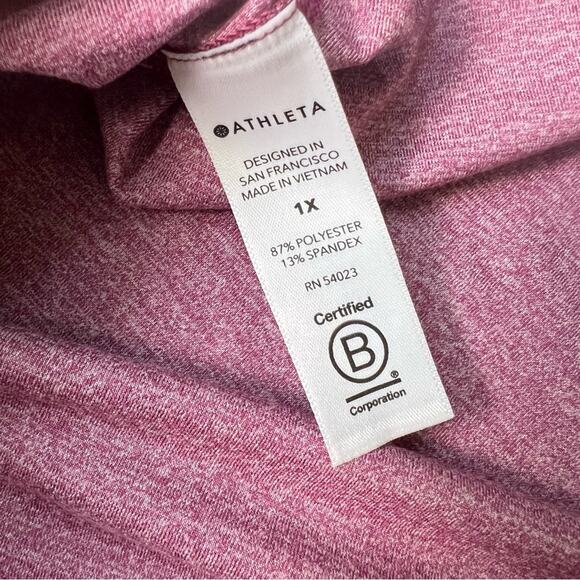 ATHLETA
DESIGNED IN
SAN FRANCISCO
MADE IN VIETNAM
1X
87% POLYESTER
13% SPANDEX
RN 54023
Certified
B
®
Corporation